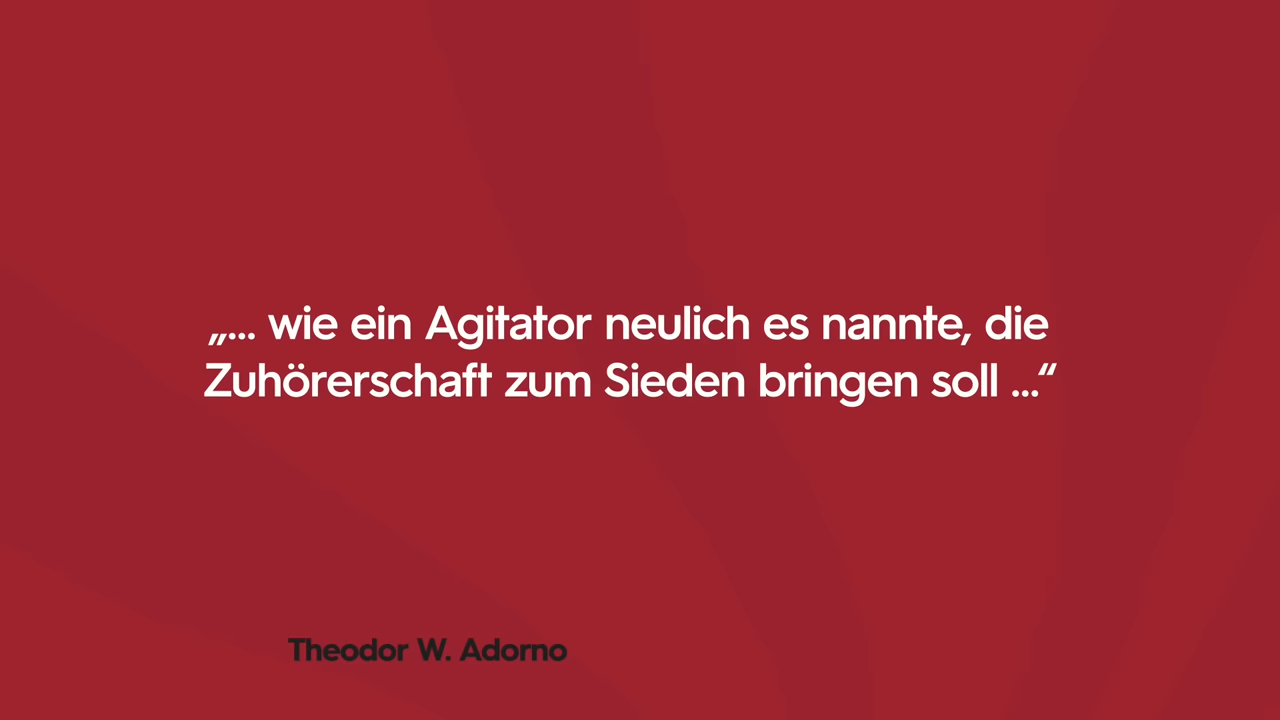 „... wie ein Agitator neulich es nannte, die
Zuhörerschaft zum Sieden bringen soll ...“
Theodor W. Adorno